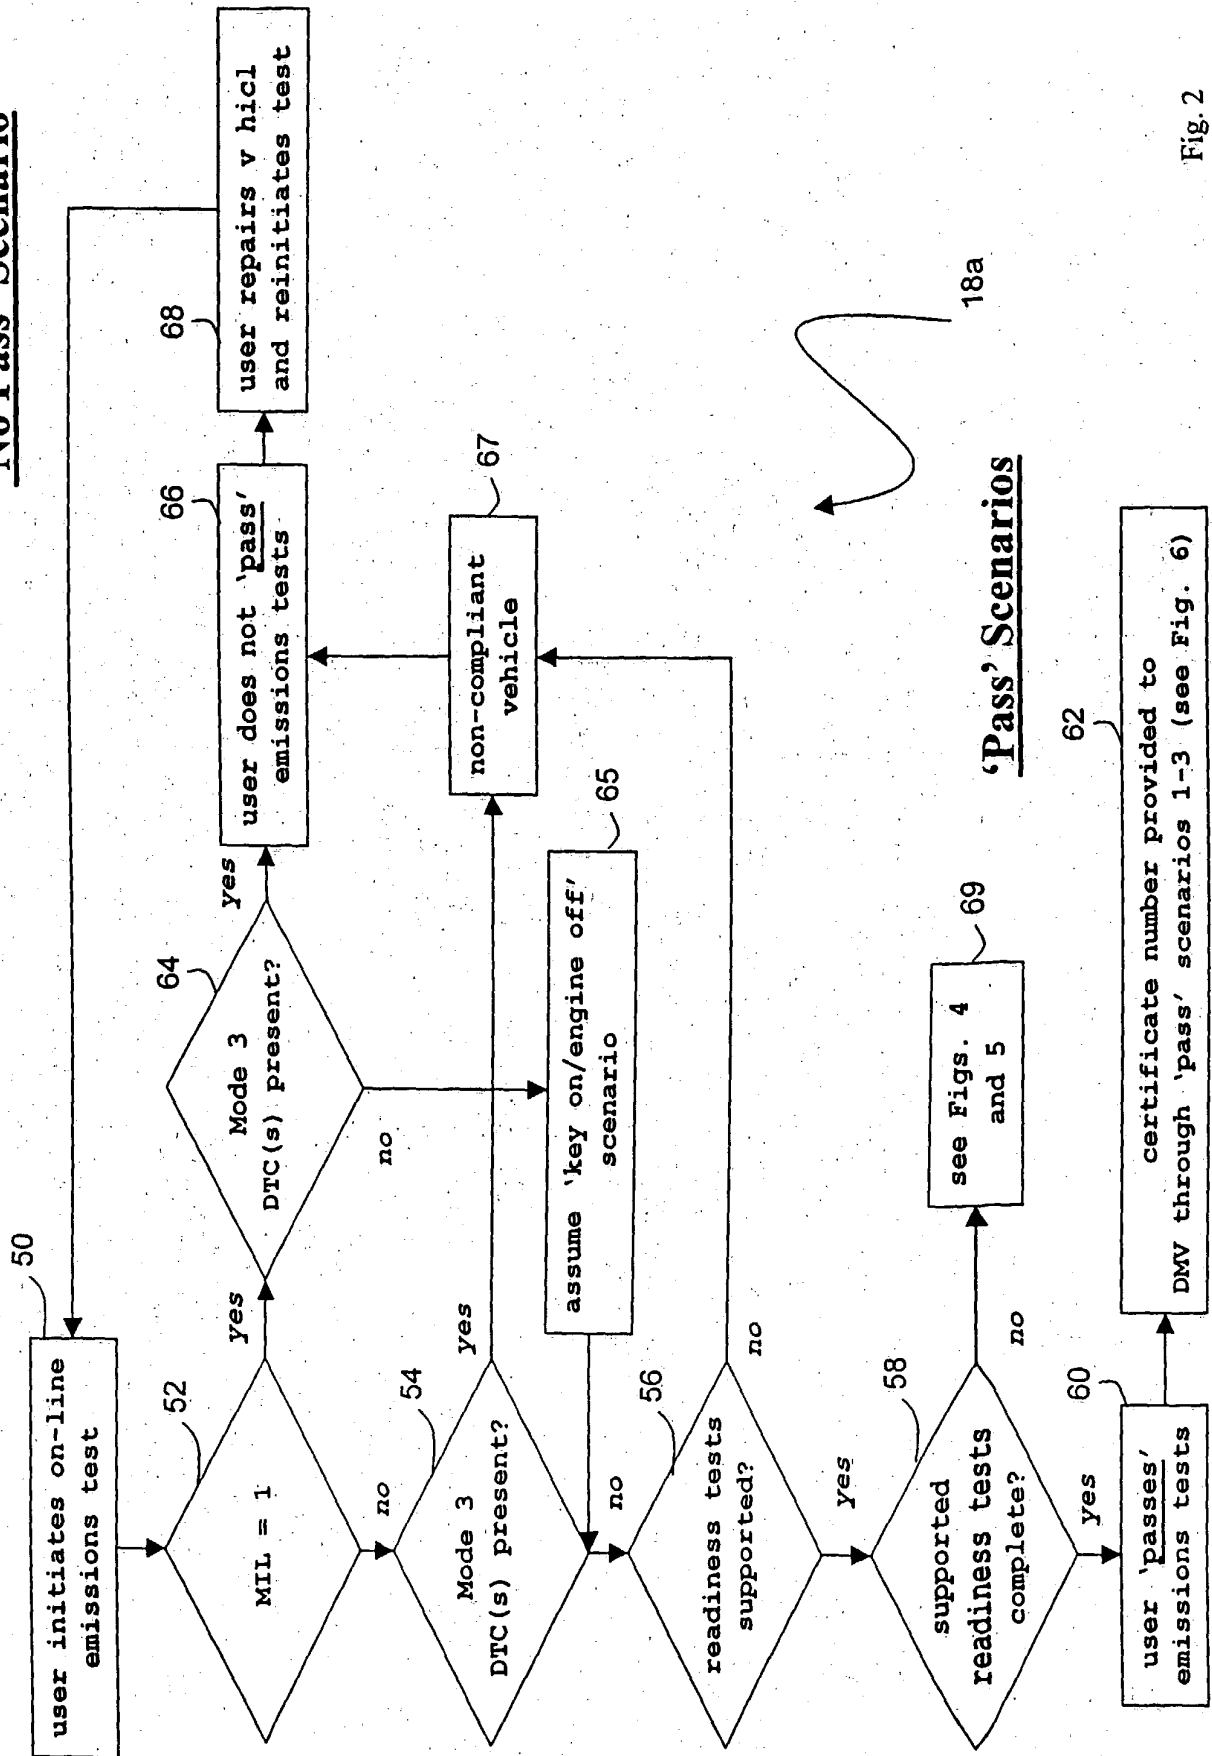 'No Pass' Scenario
50
user initiates on-line
emissions test
52
MIL = 1
yes
no
64
Mode 3
DTC(s) present?
yes
no
66
user does not 'pass'
emissions tests
68
user repairs v hicl
and reinitiates test
54
Mode 3
DTC(s) present?
yes
no
67
non-compliant
vehicle
65
assume 'key on/engine off'
scenario
56
readiness tests
supported?
no
yes
58
supported
readiness tests
complete?
no
yes
69
see Figs. 4
and 5
18a
'Pass' Scenarios
60
user 'passes'
emissions tests
62
certificate number provided to
DMV through 'pass' scenarios 1-3 (see Fig. 6)
Fig. 2